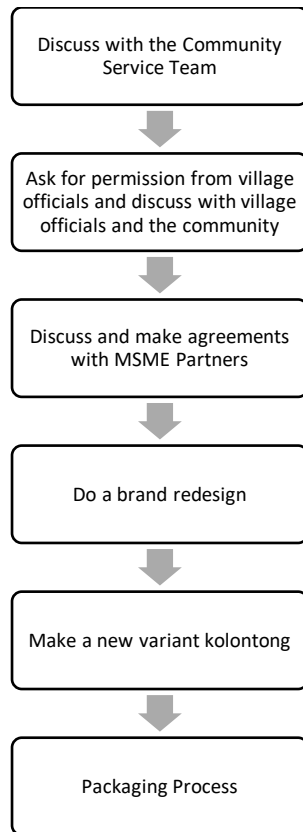 Discuss with the Community
Service Team
Ask for permission from village
officials and discuss with village
officials and the community
Discuss and make agreements
with MSME Partners
Do a brand redesign
Make a new variant kolontong
Packaging Process